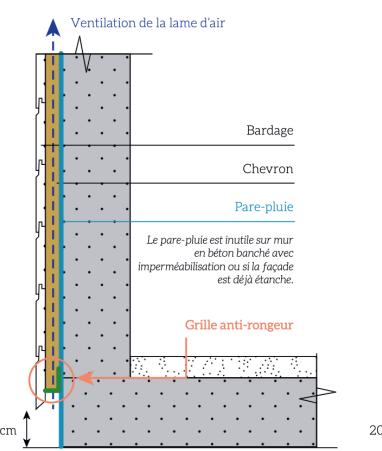 Ventilation de la lame d'air
Bardage
Chevron
Pare-pluie
Le pare-pluie est inutile sur mur
en béton banché avec
imperméabilisation ou si la façade
est déjà étanche.
Grille anti-rongeur
cm
20